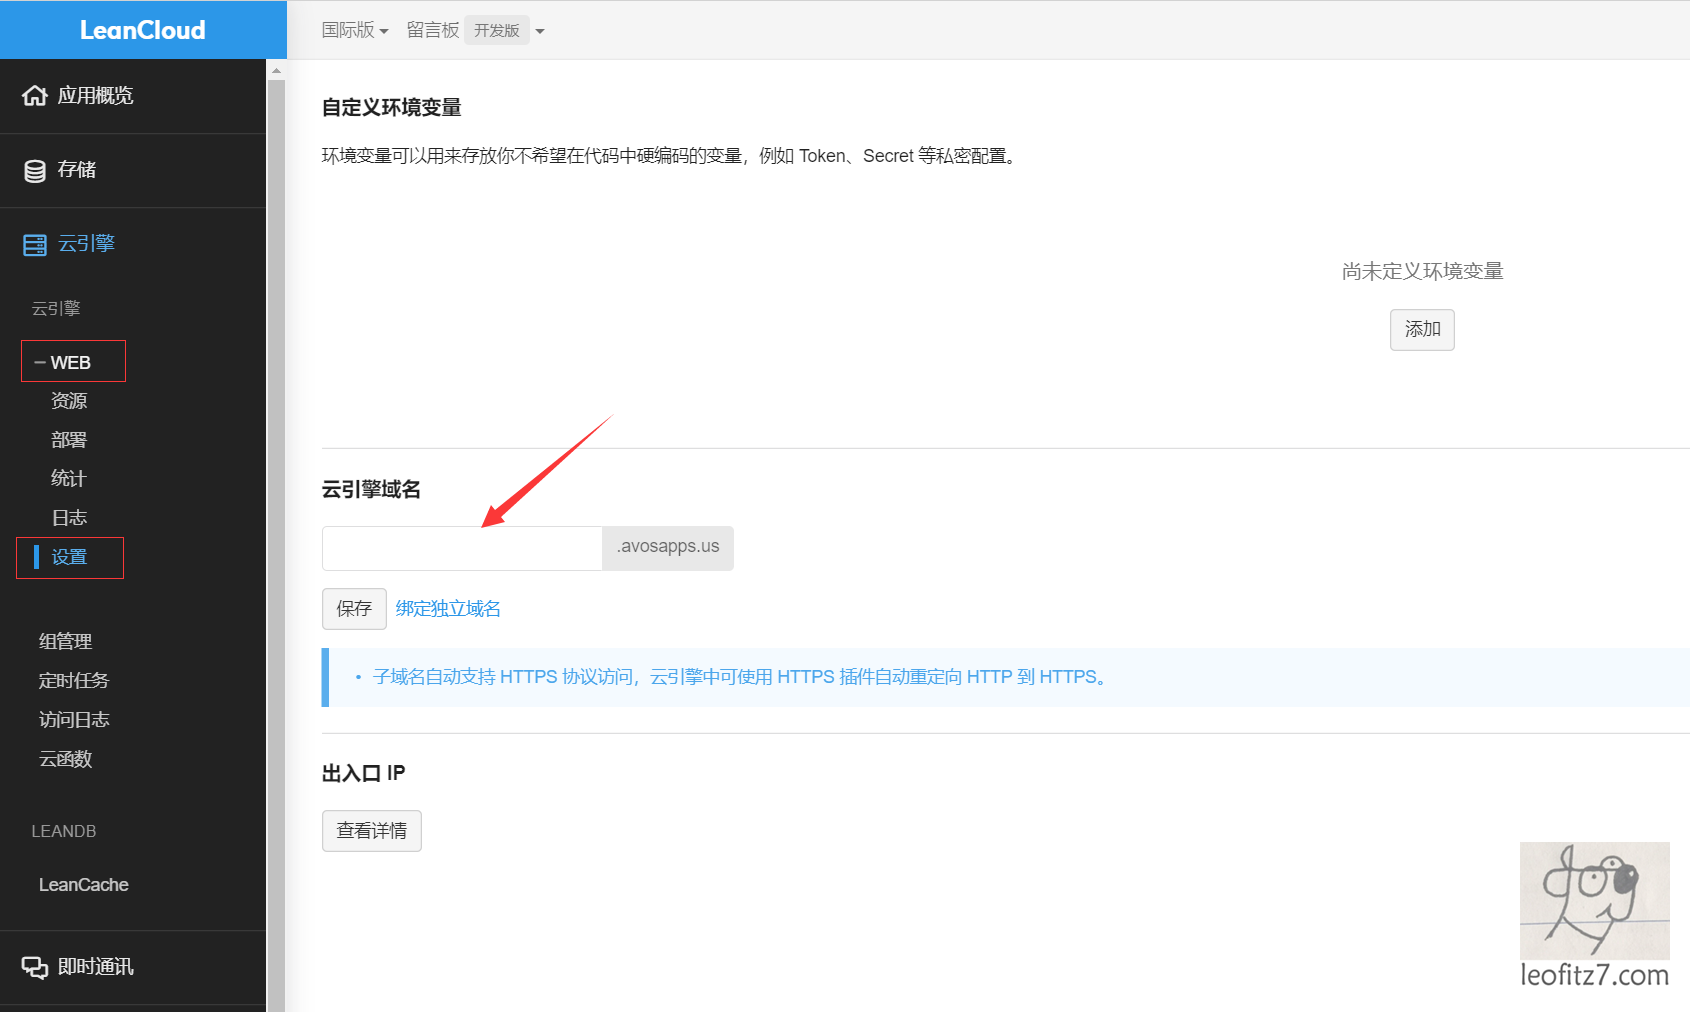 LeanCloud
国际版 留言板 开发版
应用概览
存储
云引擎
云引擎
WEB
资源
部署
统计
日志
设置
组管理
定时任务
访问日志
云函数
LEANDB
LeanCache
即时通讯
自定义环境变量
环境变量可以用来存放你不希望在代码中硬编码的变量，例如 Token、Secret 等私密配置。
尚未定义环境变量
添加
云引擎域名
.avosapps.us
保存 绑定独立域名
• 子域名自动支持 HTTPS 协议访问，云引擎中可使用 HTTPS 插件自动重定向 HTTP 到 HTTPS。
出入口 IP
查看详情
dog
leofitz7.com